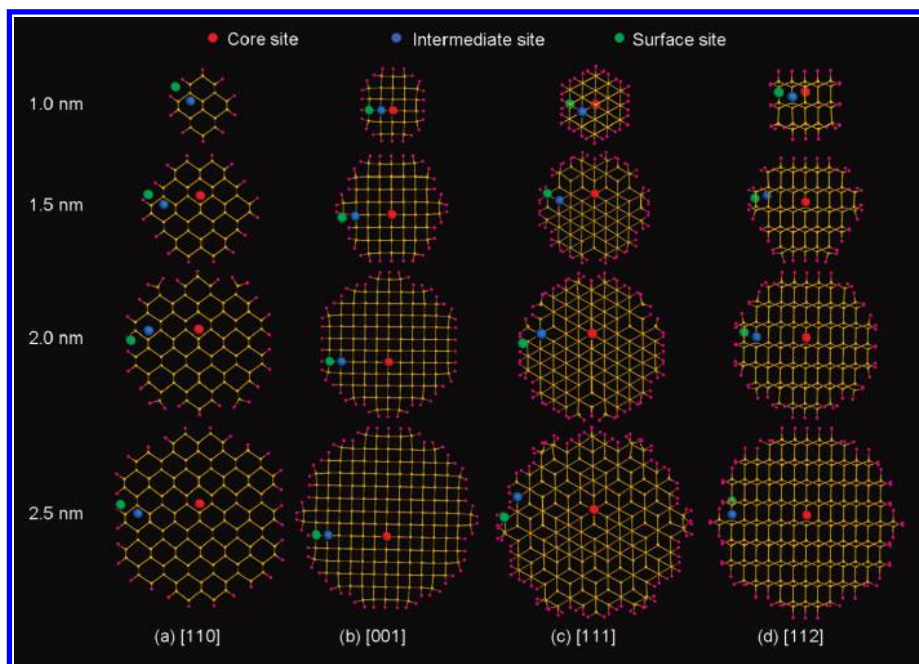 Core site Intermediate site Surface site
1.0 nm
1.5 nm
2.0 nm
2.5 nm
(a) [110] (b) [001] (c) [111] (d) [112]